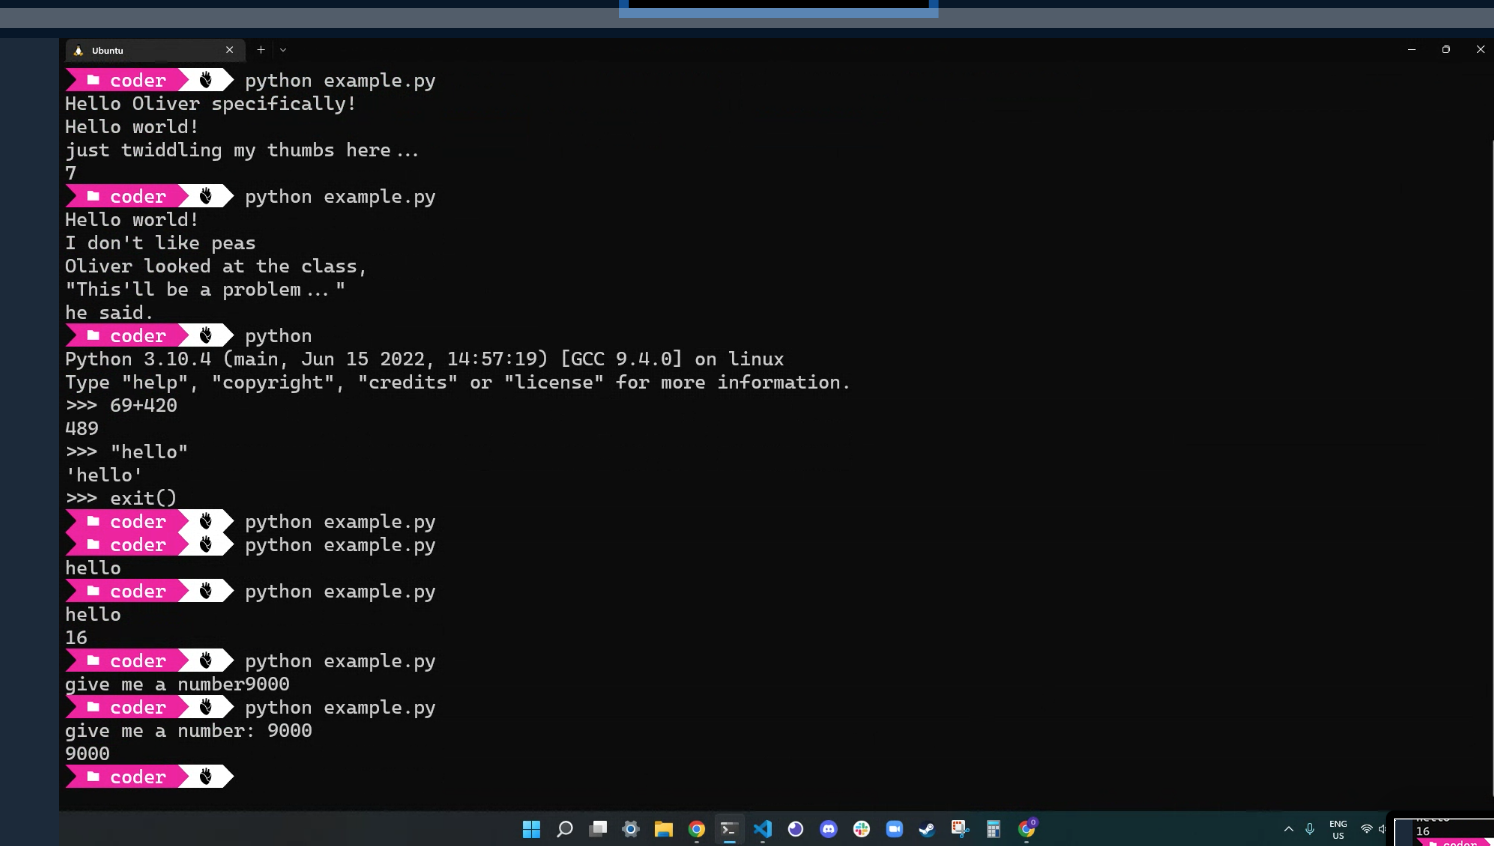 Ubuntu
coder python example.py
Hello Oliver specifically!
Hello world!
just twiddling my thumbs here...
7
coder python example.py
Hello world!
I don't like peas
Oliver looked at the class,
"This'll be a problem..."
he said.
coder python
Python 3.10.4 (main, Jun 15 2022, 14:57:19) [GCC 9.4.0] on linux
Type "help", "copyright", "credits" or "license" for more information.
>>> 69+420
489
>>> "hello"
'hello'
>>> exit()
coder python example.py
coder python example.py
hello
coder python example.py
hello
16
coder python example.py
give me a number9000
coder python example.py
give me a number: 9000
9000
coder
ENG
US
hello
16
coder